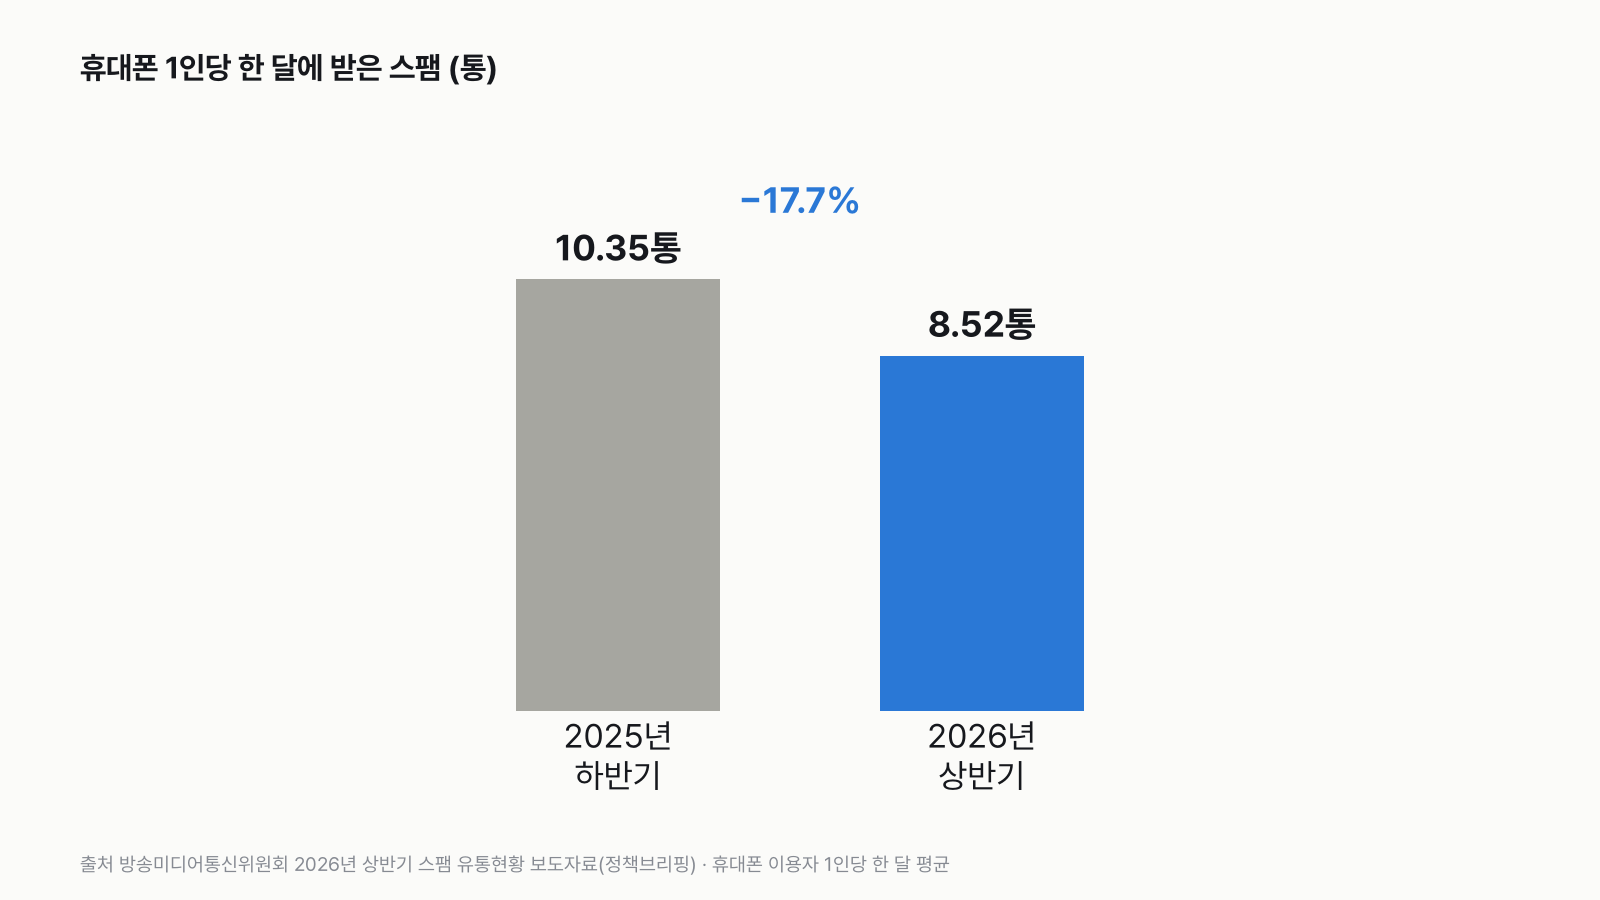 휴대폰 1인당 한 달에 받은 스팸 (통)
−17.7%
10.35통
8.52통
2025년
하반기
2026년
상반기
출처 방송미디어통신위원회 2026년 상반기 스팸 유통현황 보도자료(정책브리핑) · 휴대폰 이용자 1인당 한 달 평균